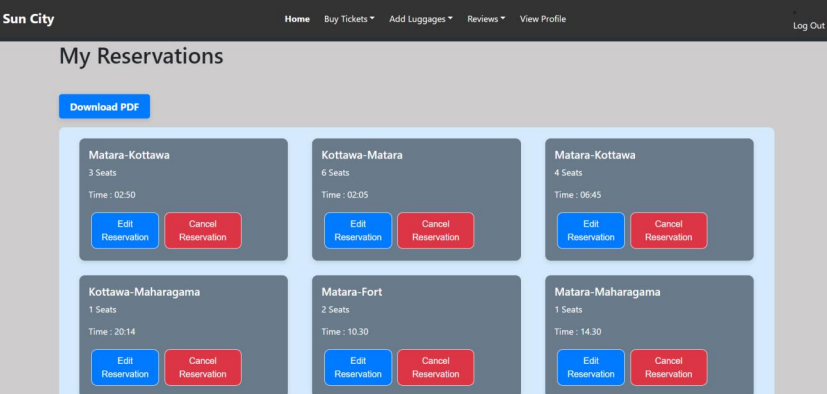 Sun City
Home Buy Tickets Add Luggages Reviews View Profile
Log Out
My Reservations
Download PDF
Matara-Kottawa
3 Seats
Time : 02:50
Edit
Reservation
Cancel
Reservation
Kottawa-Matara
6 Seats
Time : 02:05
Edit
Reservation
Cancel
Reservation
Matara-Kottawa
4 Seats
Time : 06:45
Edit
Reservation
Cancel
Reservation
Kottawa-Maharagama
1 Seats
Time : 20:14
Edit
Reservation
Cancel
Reservation
Matara-Fort
2 Seats
Time : 10.30
Edit
Reservation
Cancel
Reservation
Matara-Maharagama
1 Seats
Time : 14.30
Edit
Reservation
Cancel
Reservation